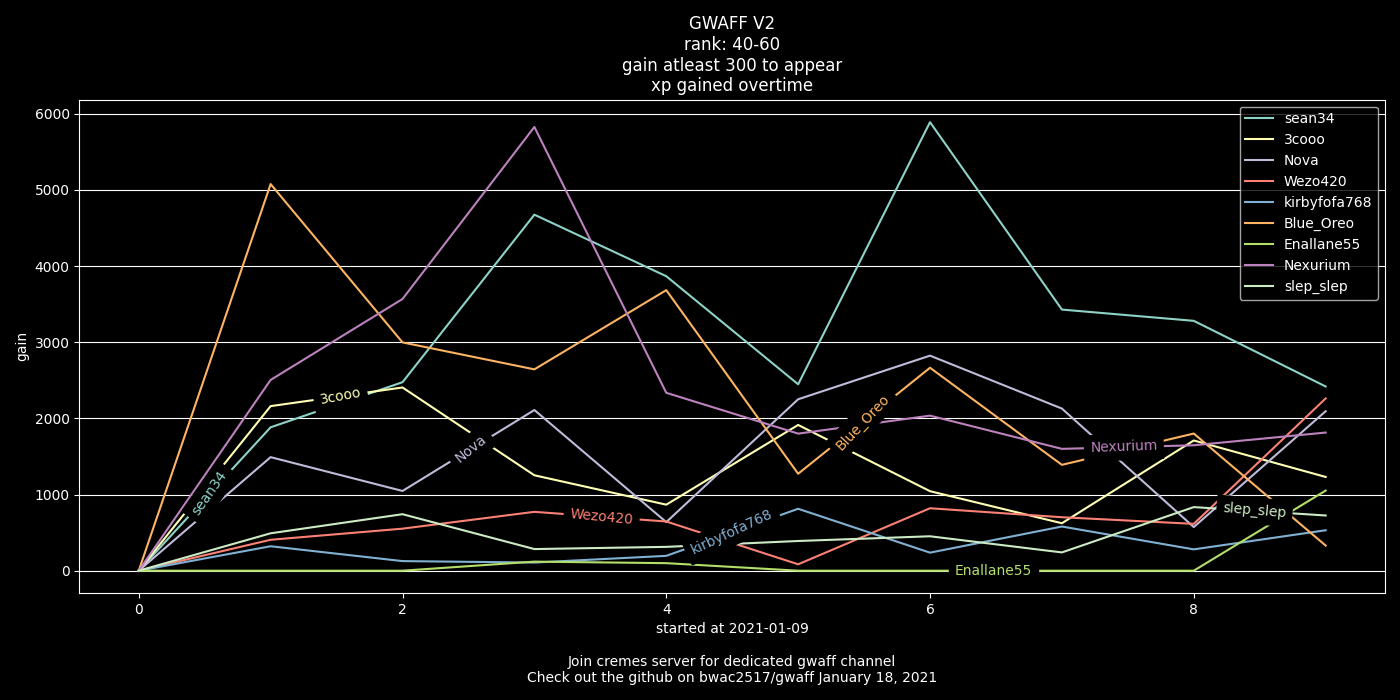 GWAFF V2
rank: 40-60
gain atleast 300 to appear
xp gained overtime
6000
5000
4000
3000
2000
1000
0
gain
sean34
3cooo
Nova
Wezo420
kirbyfofa768
Blue_Oreo
Enallane55
Nexurium
slep_slep
sean34
3cooo
Nova
Wezo420
kirbyfofa768
Blue_Oreo
Enallane55
Nexurium
slep_slep
0 2 4 6 8
started at 2021-01-09
Join cremes server for dedicated gwaff channel
Check out the github on bwac2517/gwaff January 18, 2021